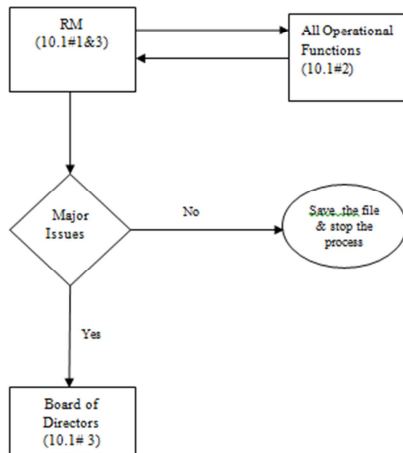 RM
(10.1#1&3)
All Operational
Functions
(10.1#2)
Major
Issues
No
Save the file
& stop the
process
Yes
Board of
Directors
(10.1# 3)